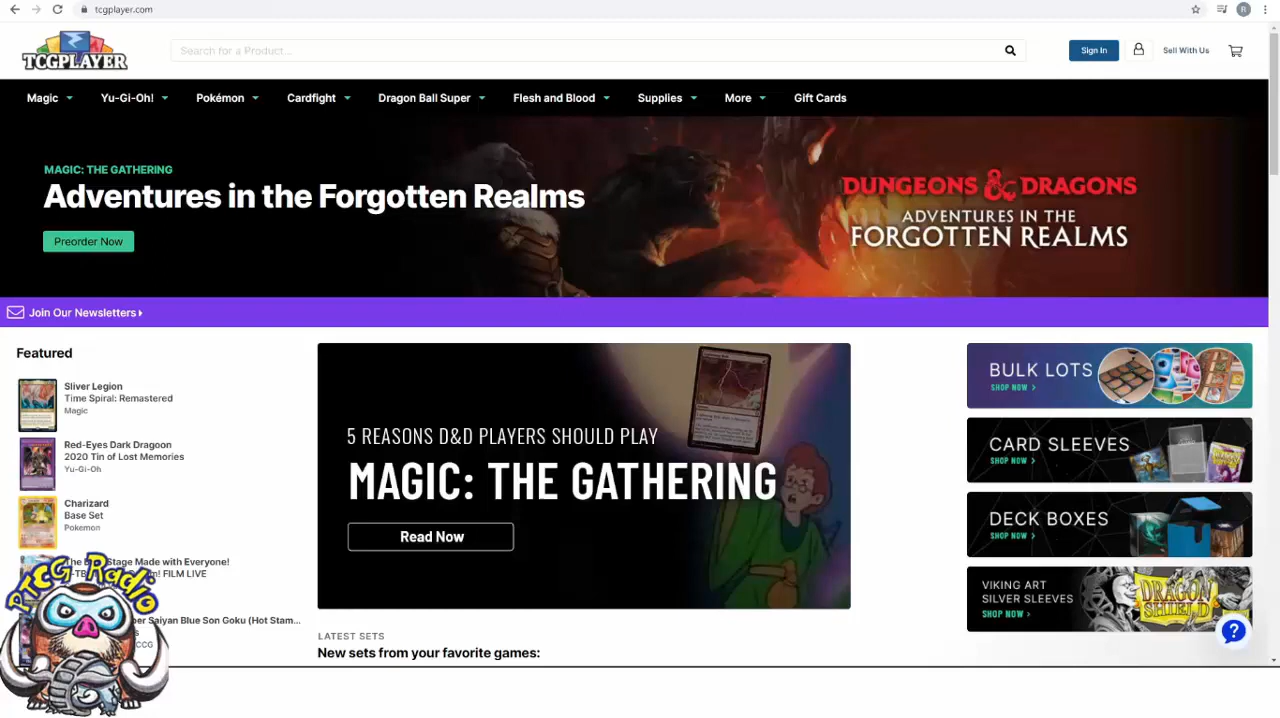 tcgplayer.com
TCGPLAYER
Search for a Product...
Sign In
Sell With Us
Magic
Yu-Gi-Oh!
Pokémon
Cardfight
Dragon Ball Super
Flesh and Blood
Supplies
More
Gift Cards
MAGIC: THE GATHERING
Adventures in the Forgotten Realms
Preorder Now
DUNGEONS & DRAGONS
ADVENTURES IN THE
FORGOTTEN REALMS
Join Our Newsletters
Featured
Sliver Legion
Time Spiral: Remastered
Magic
Red-Eyes Dark Dragoon
2020 Tin of Lost Memories
Yu-Gi-Oh
Charizard
Base Set
Pokemon
Stage Made with Everyone!
FILM LIVE
Saiyan Blue Son Goku (Hot Stam...
CCG
PTCG Radio
5 REASONS D&D PLAYERS SHOULD PLAY
MAGIC: THE GATHERING
Read Now
LATEST SETS
New sets from your favorite games:
BULK LOTS
SHOP NOW >
CARD SLEEVES
SHOP NOW >
DECK BOXES
SHOP NOW >
VIKING ART
SILVER SLEEVES
SHOP NOW >
DRAGON
SHIELD
?
R